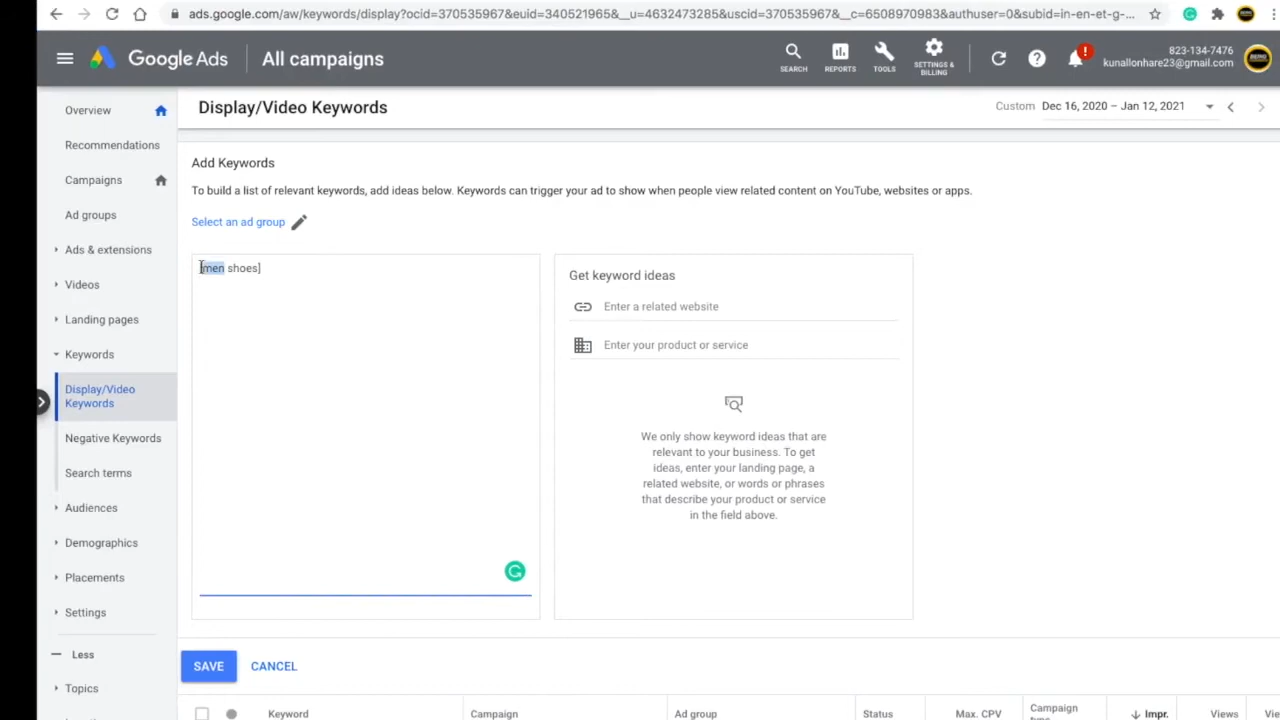 ads.google.com/aw/keywords/display?ocid=370535967&euid=340521965&__u=4632473285&uscid=370535967&__c=6508970983&authuser=0&subid=in-en-et-g-...
Google Ads
All campaigns
SEARCH
REPORTS
TOOLS
SETTINGS &
BILLING
!
823-134-7476
kunallonhare23@gmail.com
Overview
Recommendations
Campaigns
Ad groups
Ads & extensions
Videos
Landing pages
Keywords
Display/Video
Keywords
Negative Keywords
Search terms
Audiences
Demographics
Placements
Settings
Less
Topics
Display/Video Keywords
Custom Dec 16, 2020 – Jan 12, 2021
Add Keywords
To build a list of relevant keywords, add ideas below. Keywords can trigger your ad to show when people view related content on YouTube, websites or apps.
Select an ad group
[men shoes]
Get keyword ideas
Enter a related website
Enter your product or service
We only show keyword ideas that are
relevant to your business. To get
ideas, enter your landing page, a
related website, or words or phrases
that describe your product or service
in the field above.
SAVE CANCEL
Keyword Campaign Ad group Status Max. CPV Campaign Impr. Views